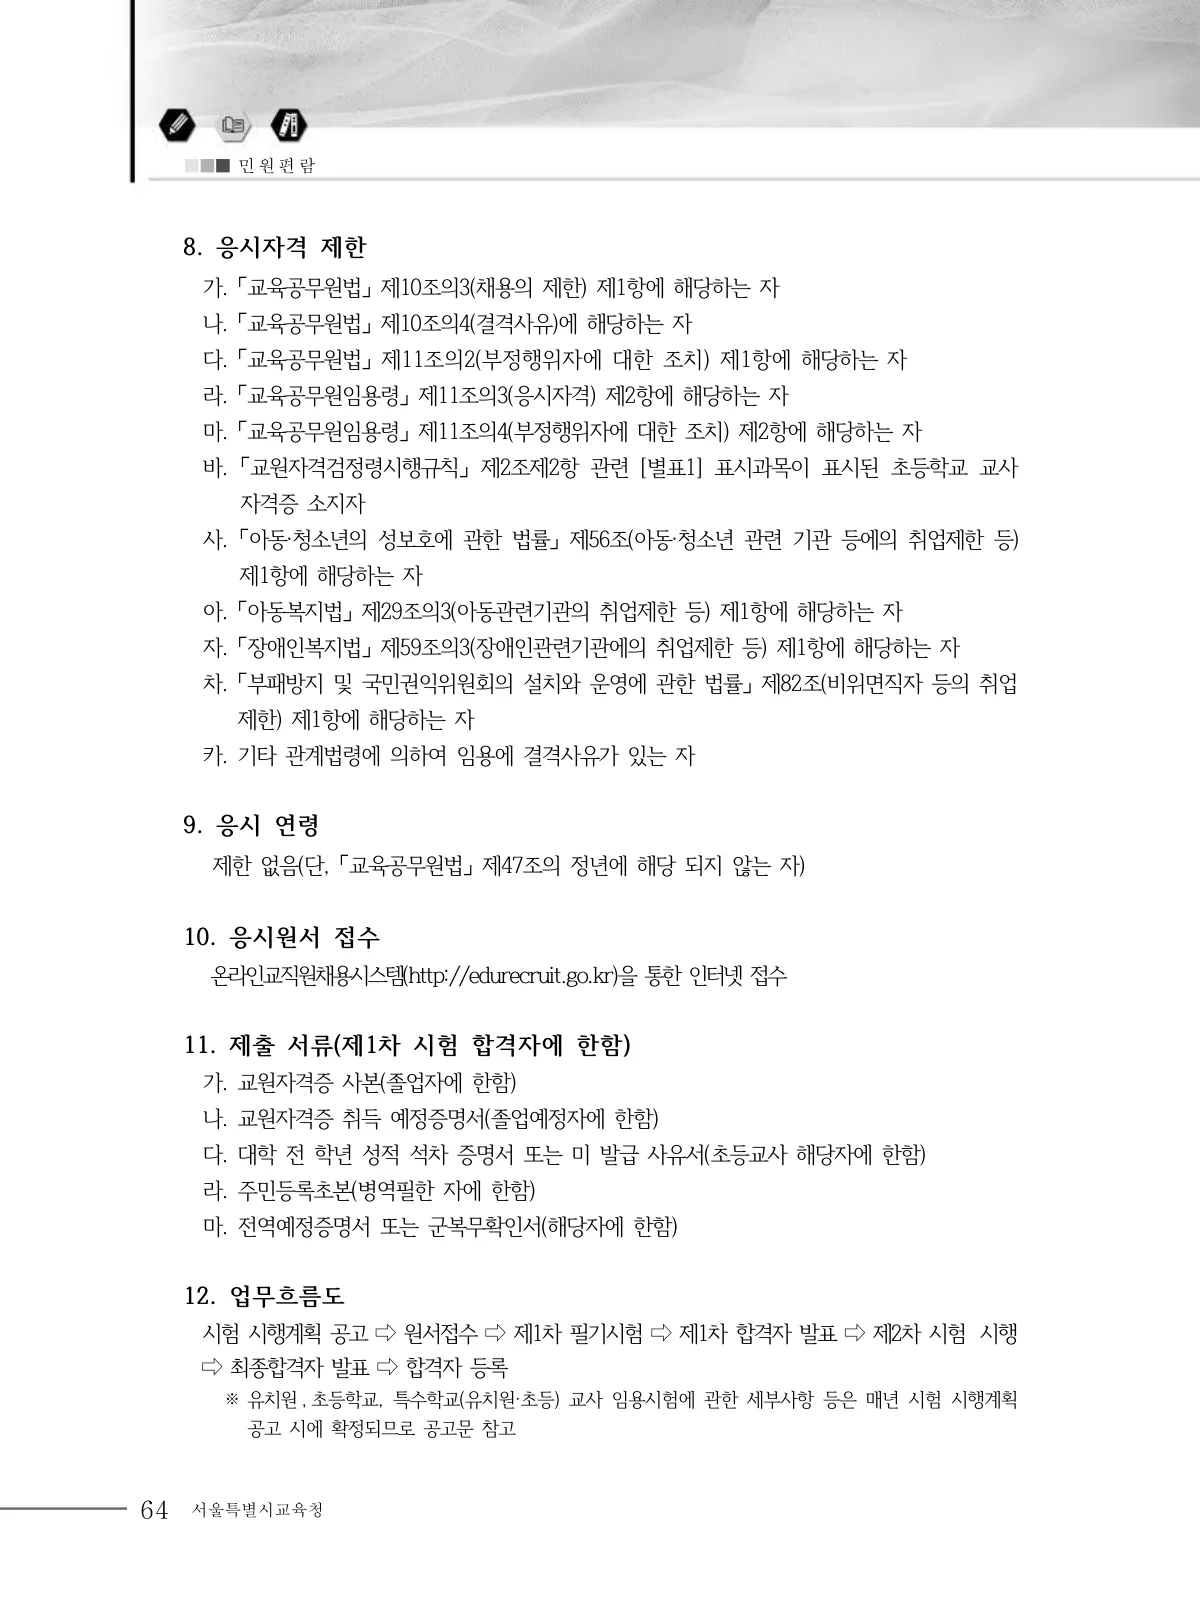 민원편람
8. 응시자격 제한
가.「교육공무원법」제10조의3(채용의 제한) 제1항에 해당하는 자
나.「교육공무원법」제10조의4(결격사유)에 해당하는 자
다.「교육공무원법」제11조의2(부정행위자에 대한 조치) 제1항에 해당하는 자
라.「교육공무원임용령」제11조의3(응시자격) 제2항에 해당하는 자
마.「교육공무원임용령」제11조의4(부정행위자에 대한 조치) 제2항에 해당하는 자
바.「교원자격검정령시행규칙」제2조제2항 관련 [별표1] 표시과목이 표시된 초등학교 교사
자격증 소지자
사.「아동·청소년의 성보호에 관한 법률」제56조(아동·청소년 관련 기관 등에의 취업제한 등)
제1항에 해당하는 자
아.「아동복지법」제29조의3(아동관련기관의 취업제한 등) 제1항에 해당하는 자
자.「장애인복지법」제59조의3(장애인관련기관에의 취업제한 등) 제1항에 해당하는 자
차.「부패방지 및 국민권익위원회의 설치와 운영에 관한 법률」제82조(비위면직자 등의 취업
제한) 제1항에 해당하는 자
카. 기타 관계법령에 의하여 임용에 결격사유가 있는 자
9. 응시 연령
제한 없음(단,「교육공무원법」제47조의 정년에 해당 되지 않는 자)
10. 응시원서 접수
온라인교직원채용시스템(http://edurecruit.go.kr)을 통한 인터넷 접수
11. 제출 서류(제1차 시험 합격자에 한함)
가. 교원자격증 사본(졸업자에 한함)
나. 교원자격증 취득 예정증명서(졸업예정자에 한함)
다. 대학 전 학년 성적 석차 증명서 또는 미 발급 사유서(초등교사 해당자에 한함)
라. 주민등록초본(병역필한 자에 한함)
마. 전역예정증명서 또는 군복무확인서(해당자에 한함)
12. 업무흐름도
시험 시행계획 공고 ⇨ 원서접수 ⇨ 제1차 필기시험 ⇨ 제1차 합격자 발표 ⇨ 제2차 시험 시행
⇨ 최종합격자 발표 ⇨ 합격자 등록
※ 유치원, 초등학교, 특수학교(유치원·초등) 교사 임용시험에 관한 세부사항 등은 매년 시험 시행계획
공고 시에 확정되므로 공고문 참고
64 서울특별시교육청